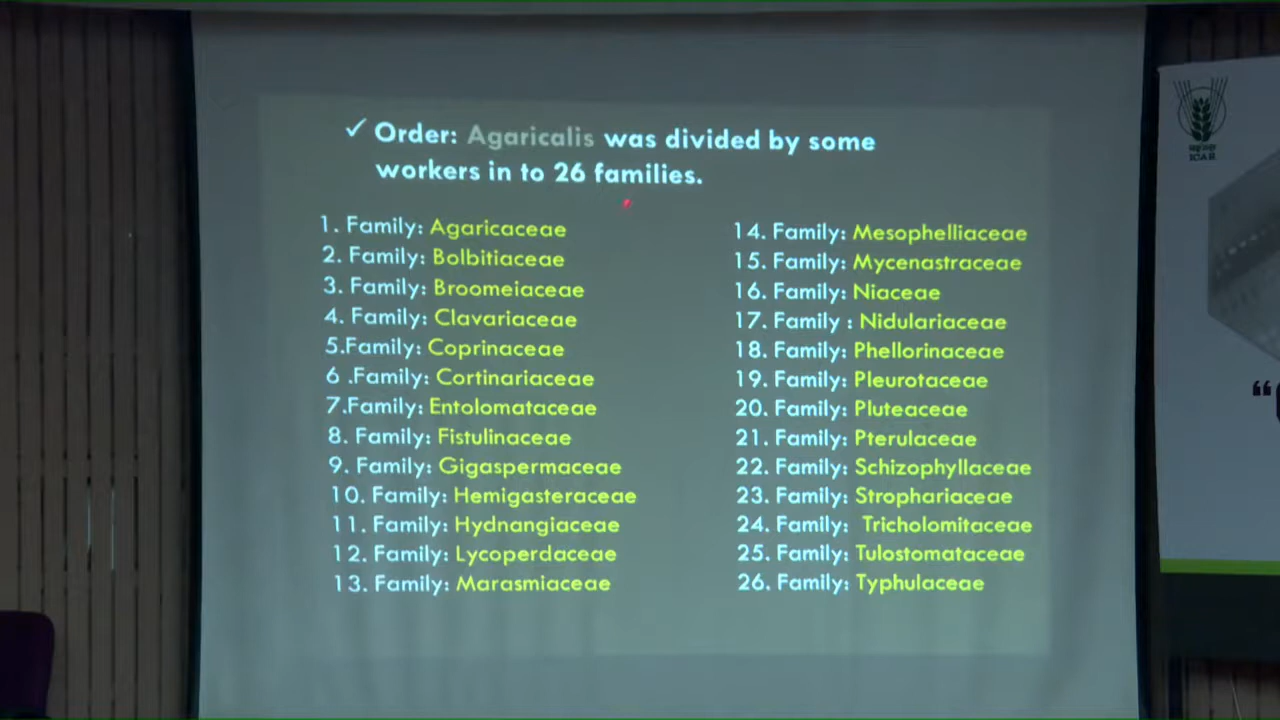 ✓ Order: Agaricalis was divided by some
workers in to 26 families.
1. Family: Agaricaceae
2. Family: Bolbitiaceae
3. Family: Broomeiaceae
4. Family: Clavariaceae
5.Family: Coprinaceae
6 .Family: Cortinariaceae
7.Family: Entolomataceae
8. Family: Fistulinaceae
9. Family: Gigaspermaceae
10. Family: Hemigasteraceae
11. Family: Hydnangiaceae
12. Family: Lycoperdaceae
13. Family: Marasmiaceae
14. Family: Mesophelliaceae
15. Family: Mycenastraceae
16. Family: Niaceae
17. Family : Nidulariaceae
18. Family: Phellorinaceae
19. Family: Pleurotaceae
20. Family: Pluteaceae
21. Family: Pterulaceae
22. Family: Schizophyllaceae
23. Family: Strophariaceae
24. Family: Tricholomitaceae
25. Family: Tulostomataceae
26. Family: Typhulaceae
ICAR